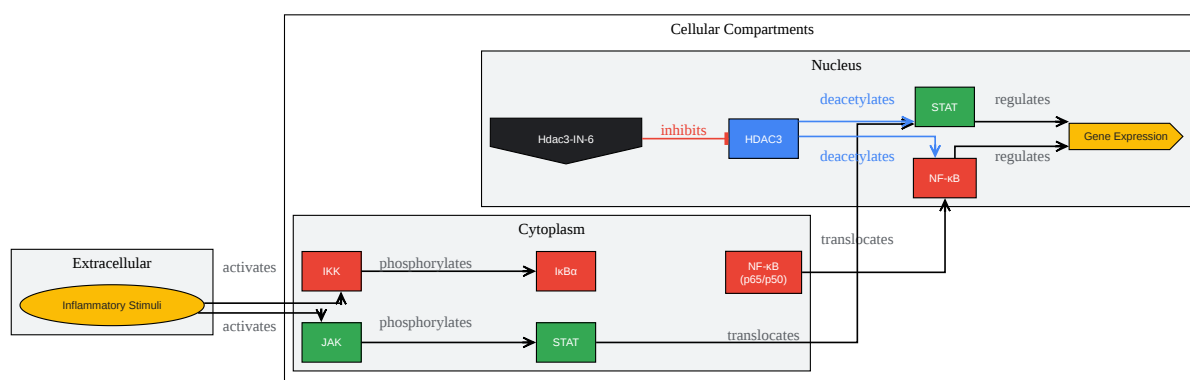 Cellular Compartments
Nucleus
Hdac3-IN-6
inhibits
HDAC3
deacetylates
deacetylates
STAT
NF-κB
regulates
regulates
Gene Expression
Cytoplasm
Extracellular
Inflammatory Stimuli
activates
activates
IKK
phosphorylates
IκBα
NF-κB
(p65/p50)
translocates
JAK
phosphorylates
STAT
translocates